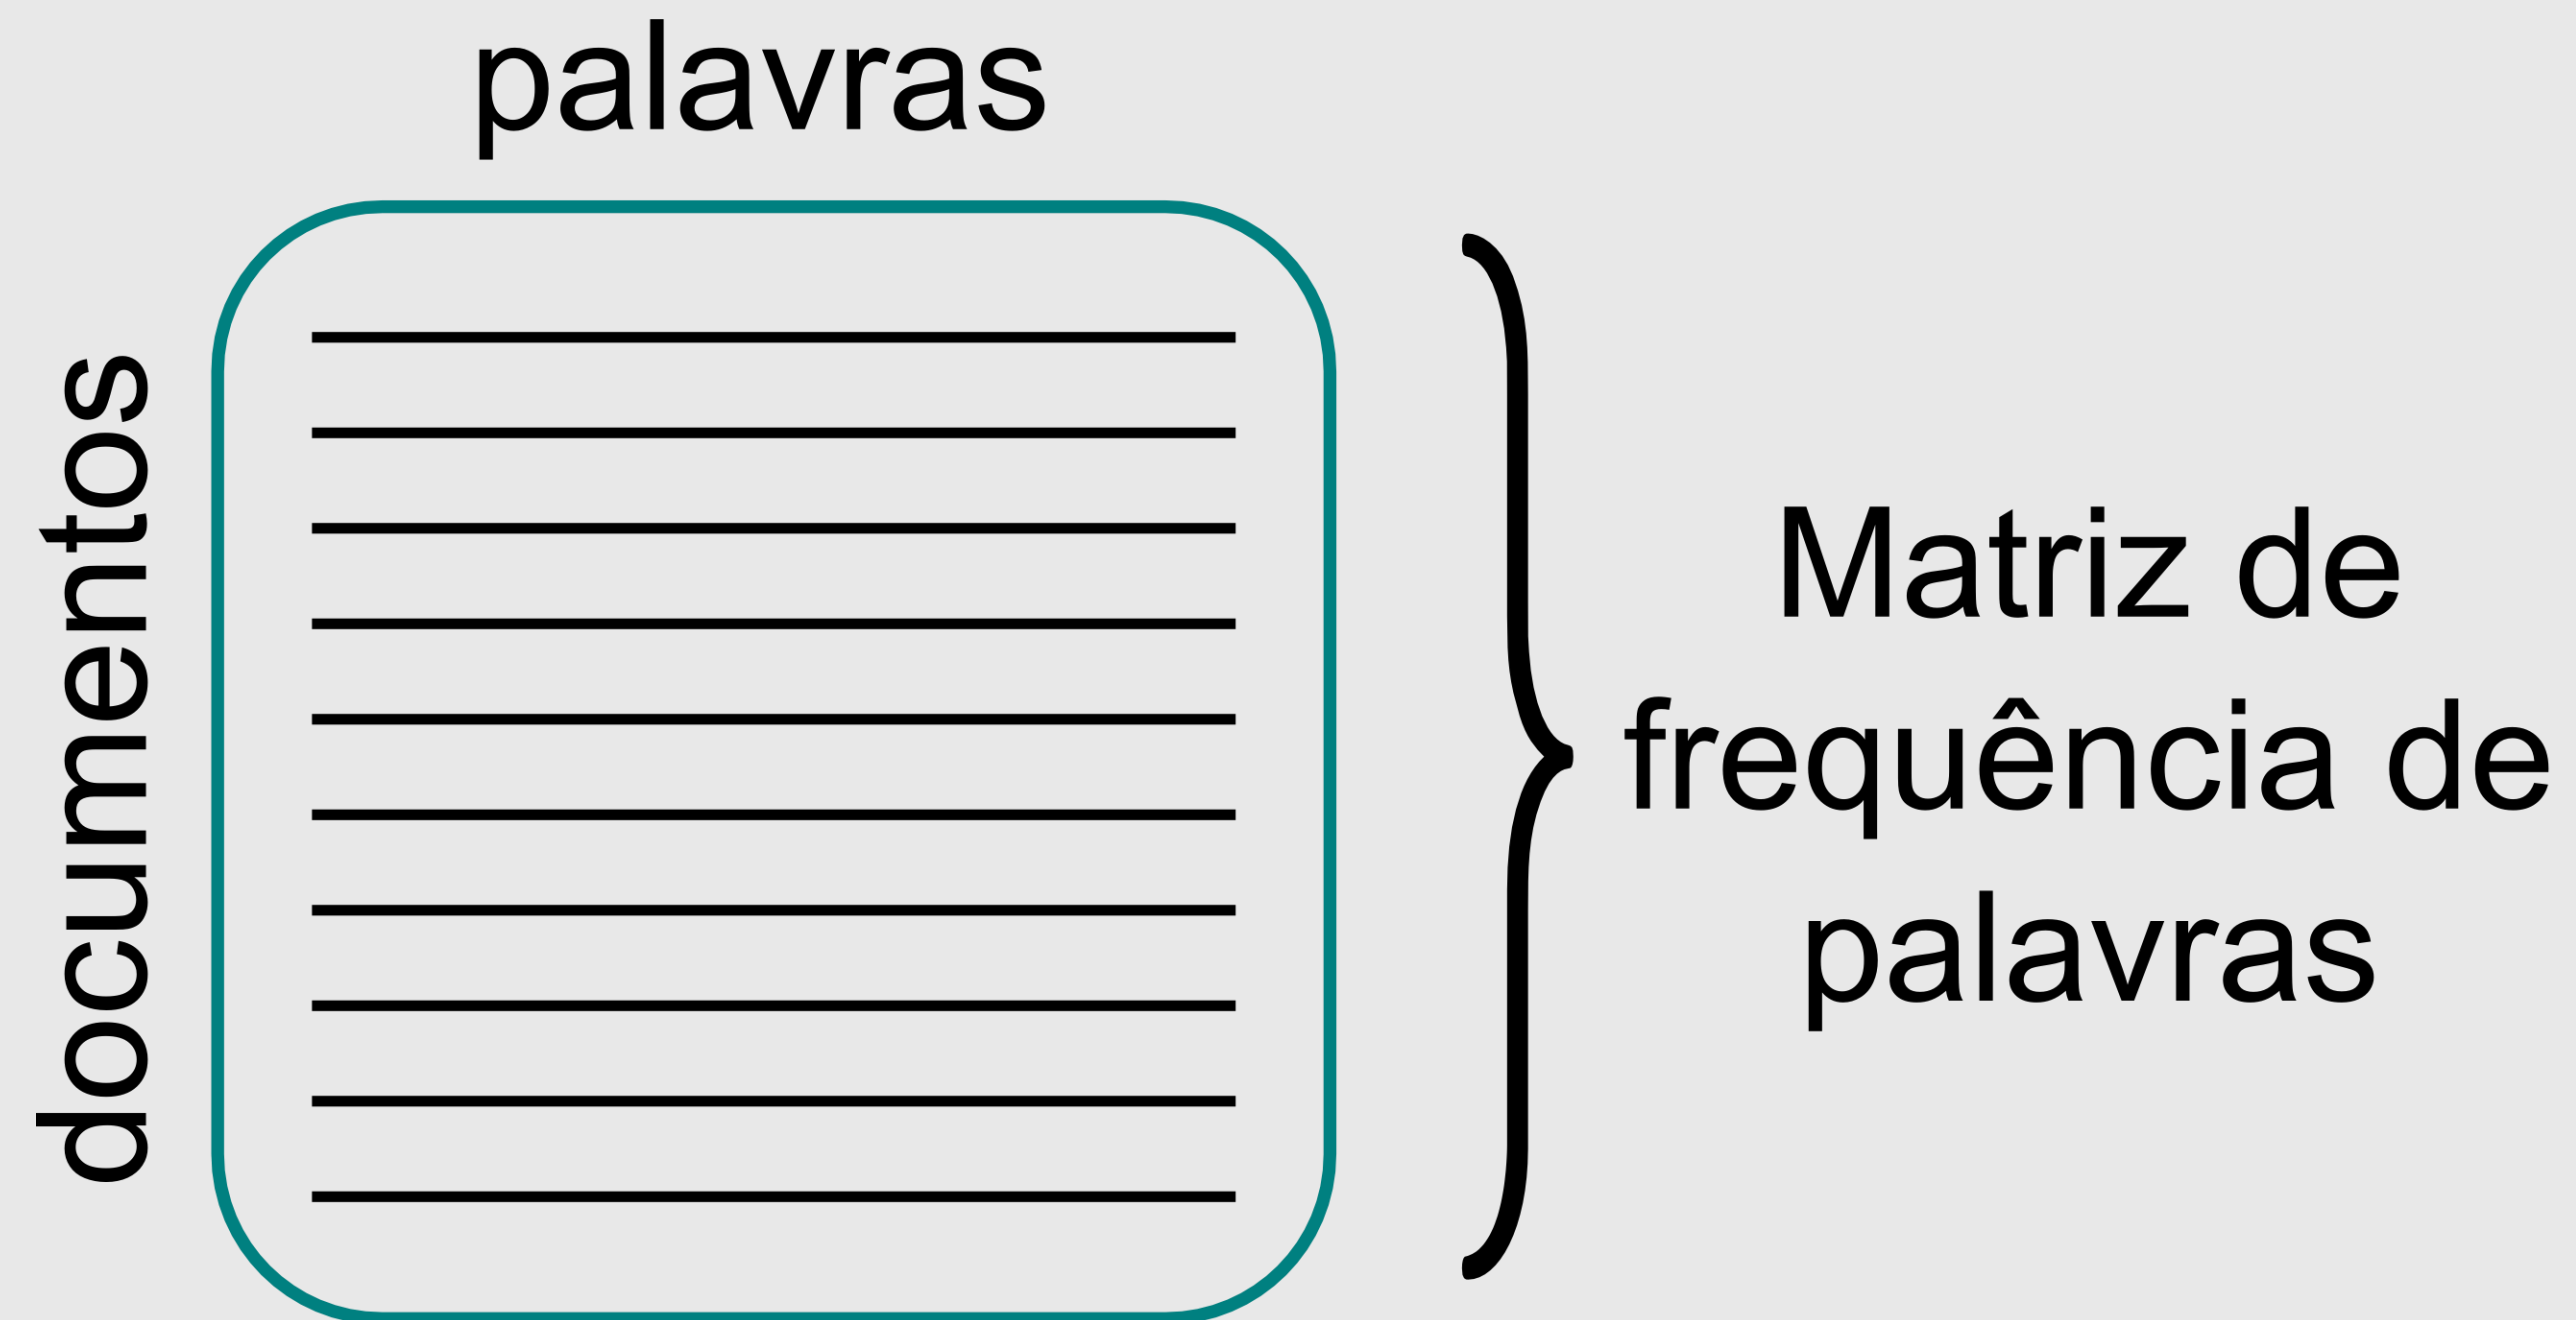 palavras
documentos
Matriz de
frequência de
palavras